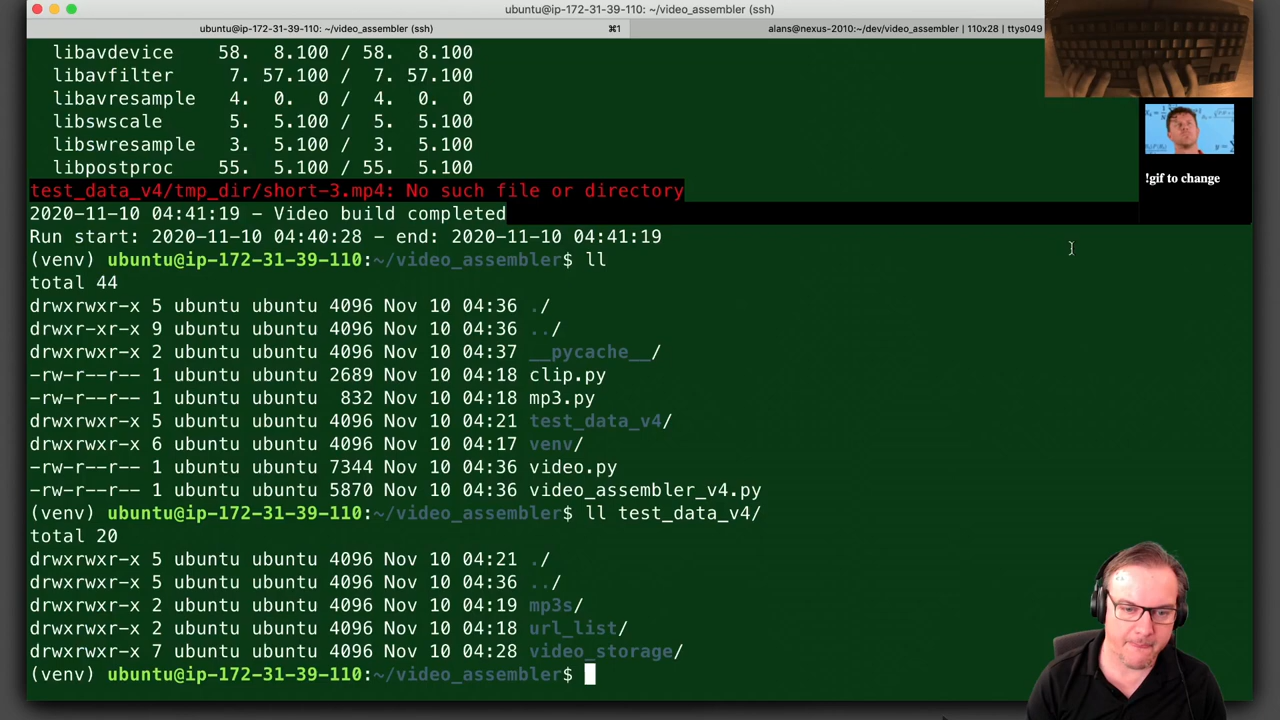 ubuntu@ip-172-31-39-110: ~/video_assembler (ssh)
ubuntu@ip-172-31-39-110: ~/video_assembler (ssh) ⌘1 alans@nexus-2010:~/dev/video_assembler | 110x28 | ttys049
libavdevice 58. 8.100 / 58. 8.100
libavfilter 7. 57.100 / 7. 57.100
libavresample 4. 0. 0 / 4. 0. 0
libswscale 5. 5.100 / 5. 5.100
libswresample 3. 5.100 / 3. 5.100
libpostproc 55. 5.100 / 55. 5.100
test_data_v4/tmp_dir/short-3.mp4: No such file or directory
2020-11-10 04:41:19 - Video build completed
Run start: 2020-11-10 04:40:28 - end: 2020-11-10 04:41:19
(venv) ubuntu@ip-172-31-39-110:~/video_assembler$ ll
total 44
drwxrwxr-x 5 ubuntu ubuntu 4096 Nov 10 04:36 ./
drwxr-xr-x 9 ubuntu ubuntu 4096 Nov 10 04:36 ../
drwxrwxr-x 2 ubuntu ubuntu 4096 Nov 10 04:37 __pycache__/
-rw-r--r-- 1 ubuntu ubuntu 2689 Nov 10 04:18 clip.py
-rw-r--r-- 1 ubuntu ubuntu 832 Nov 10 04:18 mp3.py
drwxrwxr-x 5 ubuntu ubuntu 4096 Nov 10 04:21 test_data_v4/
drwxrwxr-x 6 ubuntu ubuntu 4096 Nov 10 04:17 venv/
-rw-r--r-- 1 ubuntu ubuntu 7344 Nov 10 04:36 video.py
-rw-r--r-- 1 ubuntu ubuntu 5870 Nov 10 04:36 video_assembler_v4.py
(venv) ubuntu@ip-172-31-39-110:~/video_assembler$ ll test_data_v4/
total 20
drwxrwxr-x 5 ubuntu ubuntu 4096 Nov 10 04:21 ./
drwxrwxr-x 5 ubuntu ubuntu 4096 Nov 10 04:36 ../
drwxrwxr-x 2 ubuntu ubuntu 4096 Nov 10 04:19 mp3s/
drwxrwxr-x 2 ubuntu ubuntu 4096 Nov 10 04:18 url_list/
drwxrwxr-x 7 ubuntu ubuntu 4096 Nov 10 04:28 video_storage/
(venv) ubuntu@ip-172-31-39-110:~/video_assembler$
!gif to change